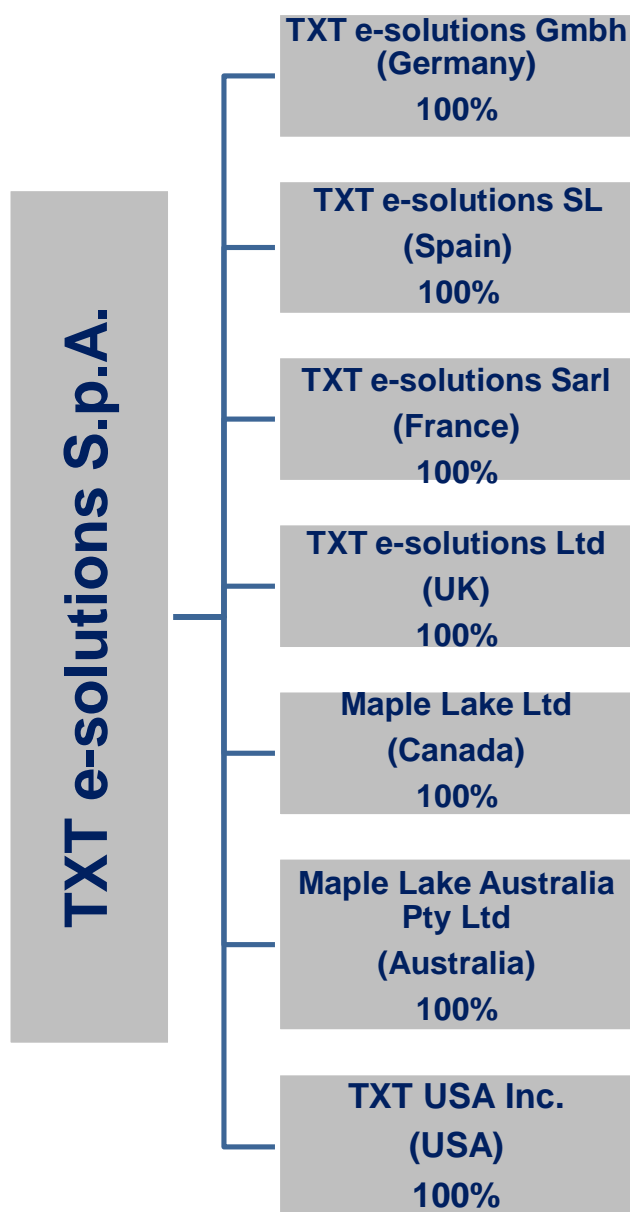 TXT e-solutions S.p.A.
TXT e-solutions Gmbh
(Germany)
100%
TXT e-solutions SL
(Spain)
100%
TXT e-solutions Sarl
(France)
100%
TXT e-solutions Ltd
(UK)
100%
Maple Lake Ltd
(Canada)
100%
Maple Lake Australia
Pty Ltd
(Australia)
100%
TXT USA Inc.
(USA)
100%